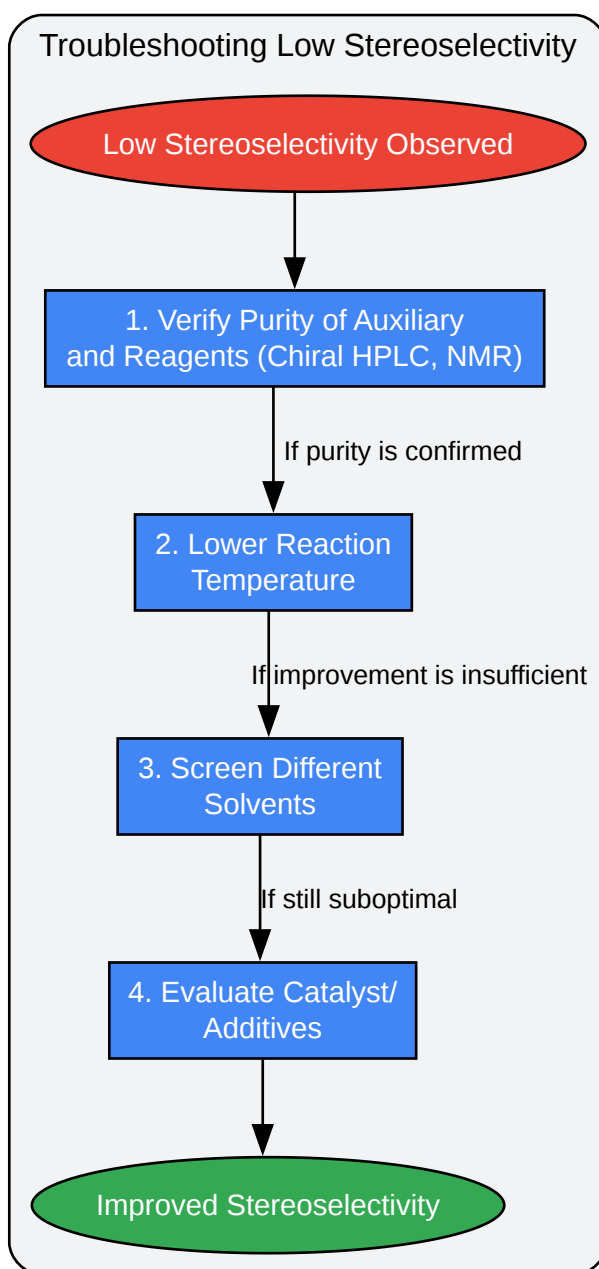 Troubleshooting Low Stereoselectivity
Low Stereoselectivity Observed
1. Verify Purity of Auxiliary
and Reagents (Chiral HPLC, NMR)
If purity is confirmed
2. Lower Reaction
Temperature
If improvement is insufficient
3. Screen Different
Solvents
If still suboptimal
4. Evaluate Catalyst/
Additives
Improved Stereoselectivity